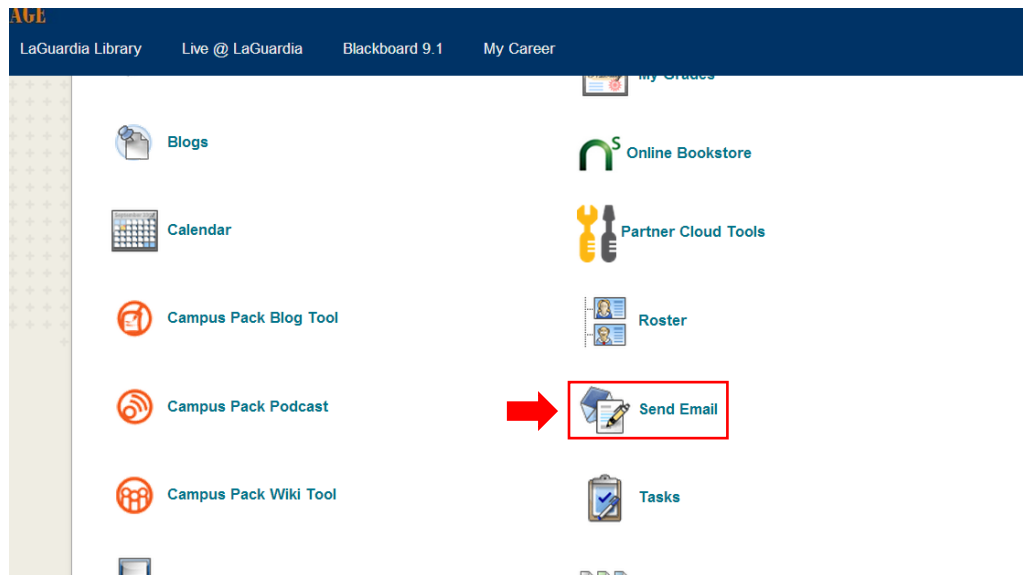 AGE
LaGuardia Library Live @ LaGuardia Blackboard 9.1 My Career
My Grades
Blogs
Online Bookstore
Calendar
Partner Cloud Tools
Campus Pack Blog Tool
Roster
Campus Pack Podcast
Send Email
Campus Pack Wiki Tool
Tasks